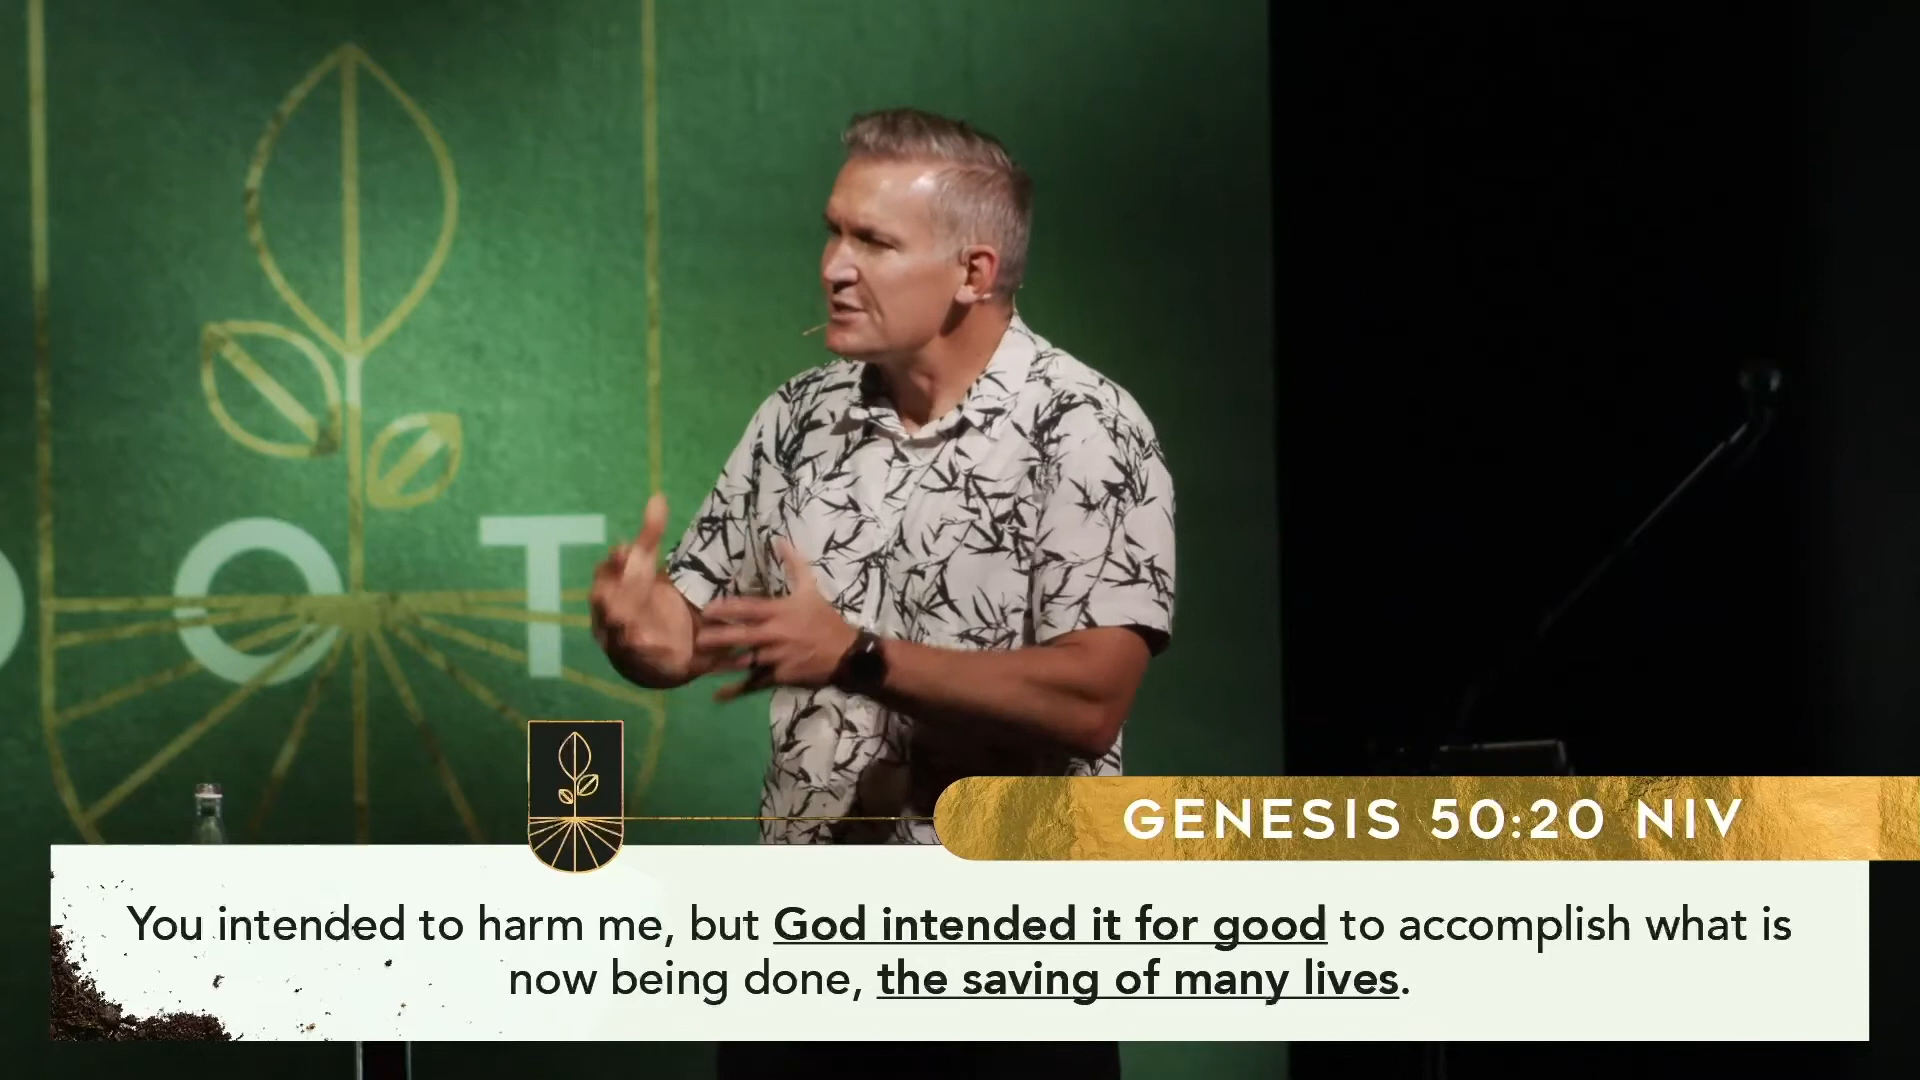 OT
GENESIS 50:20 NIV
You intended to harm me, but God intended it for good to accomplish what is
now being done, the saving of many lives.